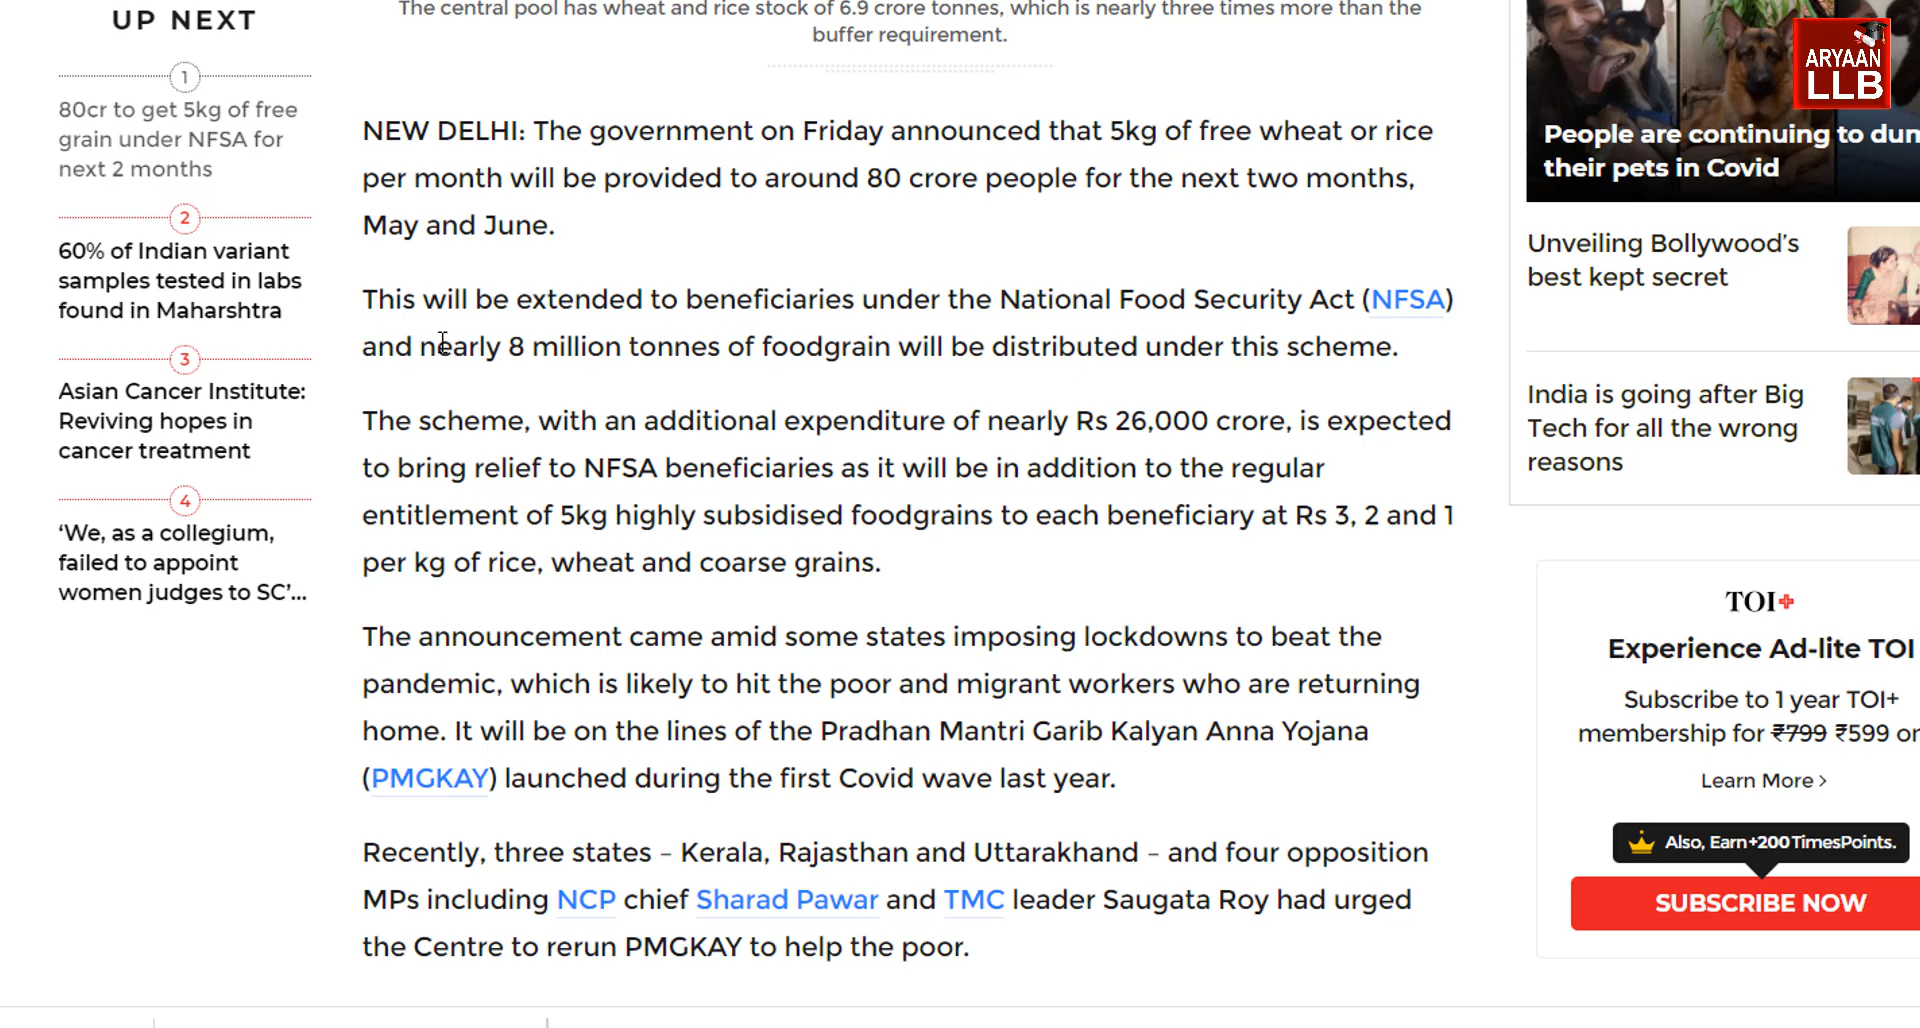 UP NEXT
1
80cr to get 5kg of free
grain under NFSA for
next 2 months
2
60% of Indian variant
samples tested in labs
found in Maharshtra
3
Asian Cancer Institute:
Reviving hopes in
cancer treatment
4
‘We, as a collegium,
failed to appoint
women judges to SC’...
The central pool has wheat and rice stock of 6.9 crore tonnes, which is nearly three times more than the
buffer requirement.
NEW DELHI: The government on Friday announced that 5kg of free wheat or rice
per month will be provided to around 80 crore people for the next two months,
May and June.
This will be extended to beneficiaries under the National Food Security Act (NFSA)
and nearly 8 million tonnes of foodgrain will be distributed under this scheme.
The scheme, with an additional expenditure of nearly Rs 26,000 crore, is expected
to bring relief to NFSA beneficiaries as it will be in addition to the regular
entitlement of 5kg highly subsidised foodgrains to each beneficiary at Rs 3, 2 and 1
per kg of rice, wheat and coarse grains.
The announcement came amid some states imposing lockdowns to beat the
pandemic, which is likely to hit the poor and migrant workers who are returning
home. It will be on the lines of the Pradhan Mantri Garib Kalyan Anna Yojana
(PMGKAY) launched during the first Covid wave last year.
Recently, three states – Kerala, Rajasthan and Uttarakhand – and four opposition
MPs including NCP chief Sharad Pawar and TMC leader Saugata Roy had urged
the Centre to rerun PMGKAY to help the poor.
ARYAAN
LLB
People are continuing to
their pets in Covid
Unveiling Bollywood’s
best kept secret
India is going after Big
Tech for all the wrong
reasons
TOI+
Experience Ad-lite TOI
Subscribe to 1 year TOI+
membership for ₹799 ₹599
Learn More >
Also, Earn+200TimesPoints.
SUBSCRIBE NOW